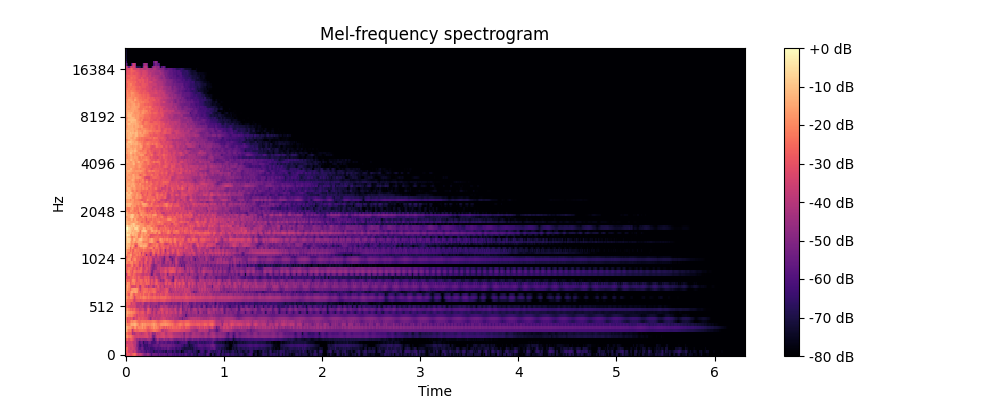 Mel-frequency spectrogram
Hz
16384
8192
4096
2048
1024
512
0
0 1 2 3 4 5 6
Time
+0 dB
-10 dB
-20 dB
-30 dB
-40 dB
-50 dB
-60 dB
-70 dB
-80 dB